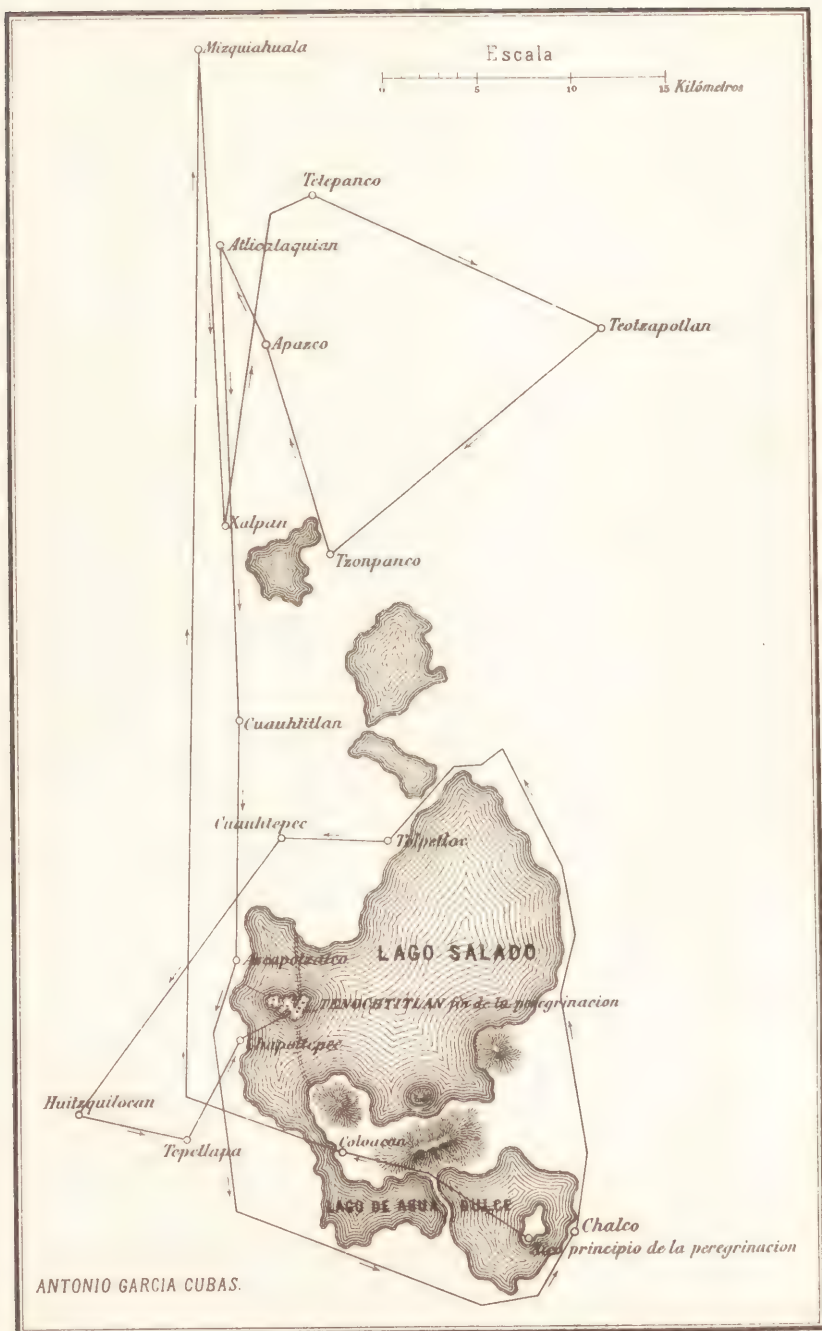 Mizquiahuala
Escala
0 5 10 15 Kilómetros
Tetepanco
Atlicalaquian
Teotzapotlan
Apazco
Xalpan
Tzonpanco
Cuauhtitlan
Cuauhtepec
Tolpetlac
LAGO SALADO
Azcapotzalco
TENOCHTITLAN fin de la peregrinacion
Chapoltepec
Huitzquilocan
Tepetlapa
Coloacan
LAGO DE AGUA DULCE
Chalco
principio de la peregrinacion
ANTONIO GARCIA CUBAS.